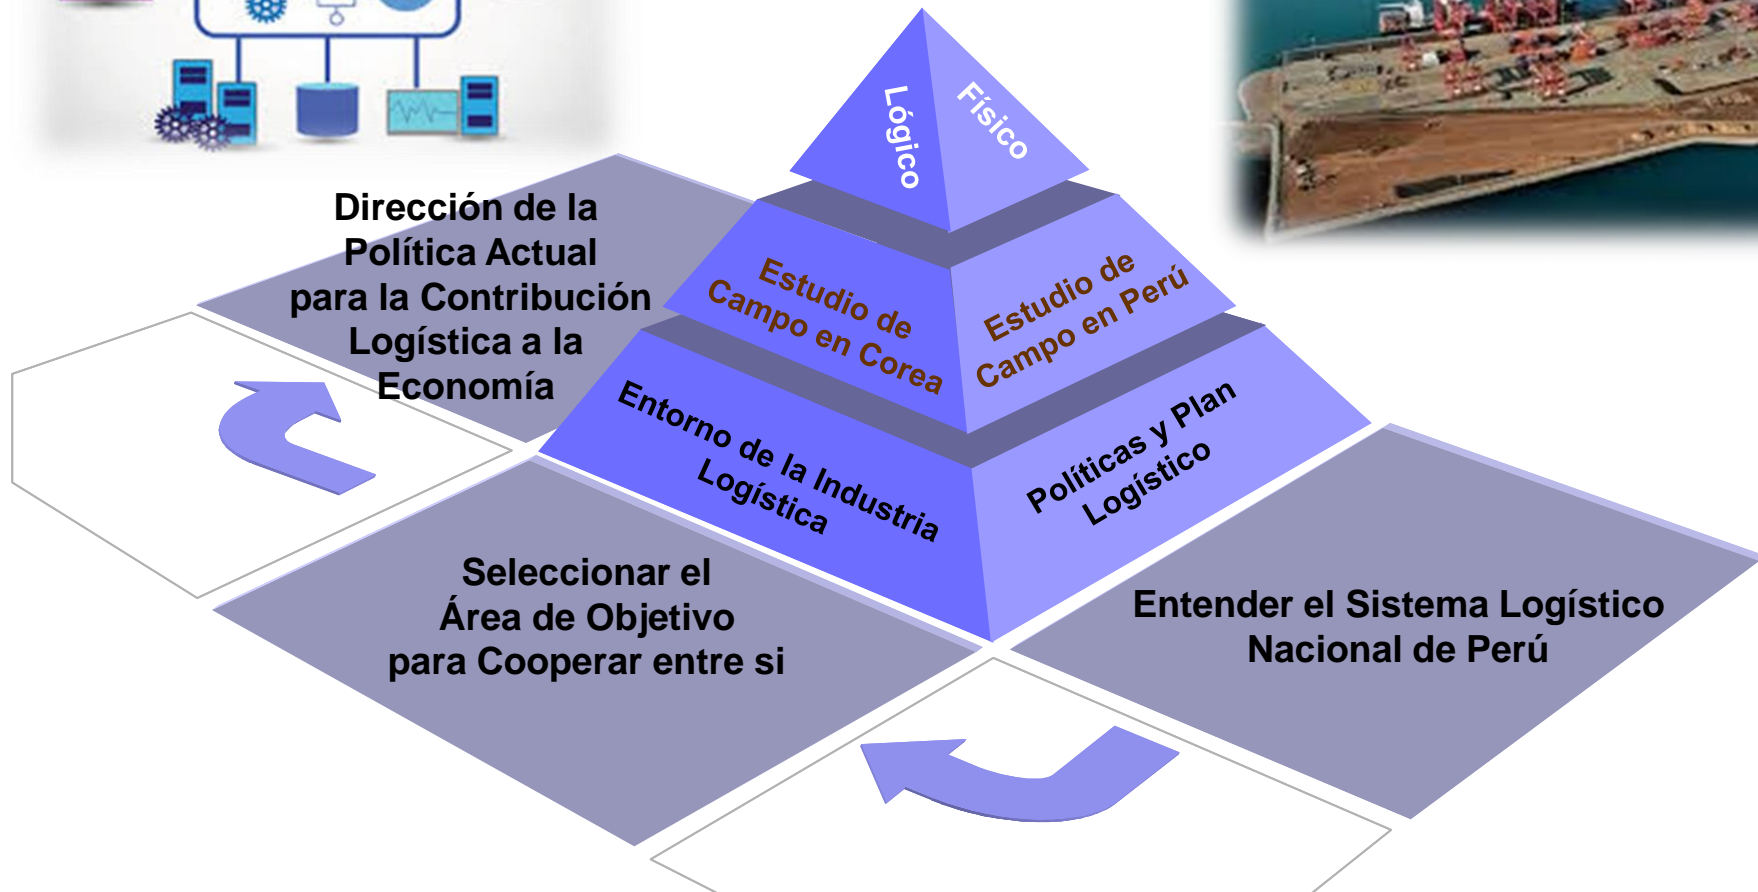 Lógico
Físico
Estudio de
Campo en Corea
Estudio de
Campo en Perú
Entorno de la Industria
Logística
Políticas y Plan
Logístico
Dirección de la
Política Actual
para la Contribución
Logística a la
Economía
Seleccionar el
Área de Objetivo
para Cooperar entre si
Entender el Sistema Logístico
Nacional de Perú